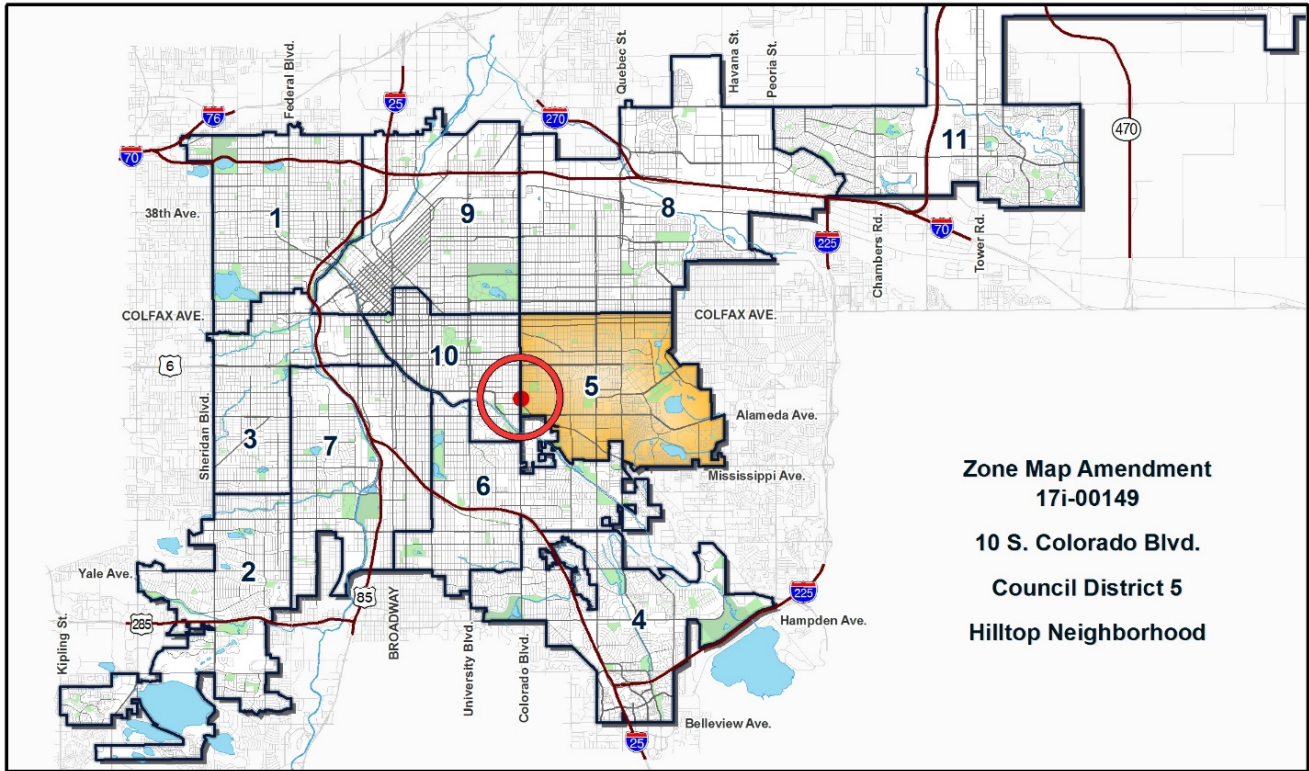 Federal Blvd.
Quebec St.
Havana St.
Peoria St.
76
25
270
470
70
11
38th Ave.
1
9
8
Chambers Rd.
Tower Rd.
225
70
COLFAX AVE.
COLFAX AVE.
6
10
5
Sheridan Blvd.
3
7
Alameda Ave.
6
Mississippi Ave.
Zone Map Amendment
17i-00149
10 S. Colorado Blvd.
Council District 5
Hilltop Neighborhood
Yale Ave.
2
85
225
285
Kipling St.
BROADWAY
University Blvd.
Colorado Blvd.
4
Hampden Ave.
Belleview Ave.
25